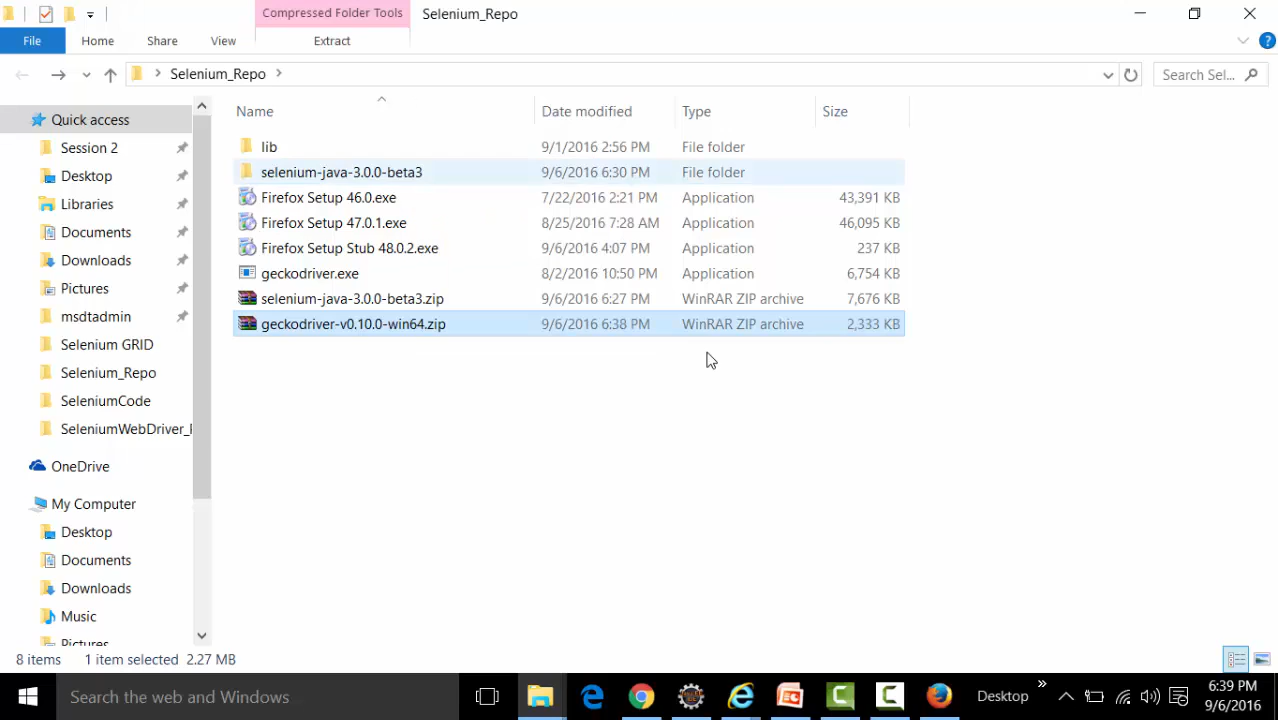 Compressed Folder Tools
Selenium_Repo
File
Home
Share
View
Extract
Selenium_Repo
Search Sel...
Name
Date modified
Type
Size
Quick access
Session 2
Desktop
Libraries
Documents
Downloads
Pictures
msdtadmin
Selenium GRID
Selenium_Repo
SeleniumCode
SeleniumWebDriver_
OneDrive
My Computer
Desktop
Documents
Downloads
Music
Pictures
lib 9/1/2016 2:56 PM File folder
selenium-java-3.0.0-beta3 9/6/2016 6:30 PM File folder
Firefox Setup 46.0.exe 7/22/2016 2:21 PM Application 43,391 KB
Firefox Setup 47.0.1.exe 8/25/2016 7:28 AM Application 46,095 KB
Firefox Setup Stub 48.0.2.exe 9/6/2016 4:07 PM Application 237 KB
geckodriver.exe 8/2/2016 10:50 PM Application 6,754 KB
selenium-java-3.0.0-beta3.zip 9/6/2016 6:27 PM WinRAR ZIP archive 7,676 KB
geckodriver-v0.10.0-win64.zip 9/6/2016 6:38 PM WinRAR ZIP archive 2,333 KB
8 items 1 item selected 2.27 MB
Search the web and Windows
Desktop
6:39 PM
9/6/2016